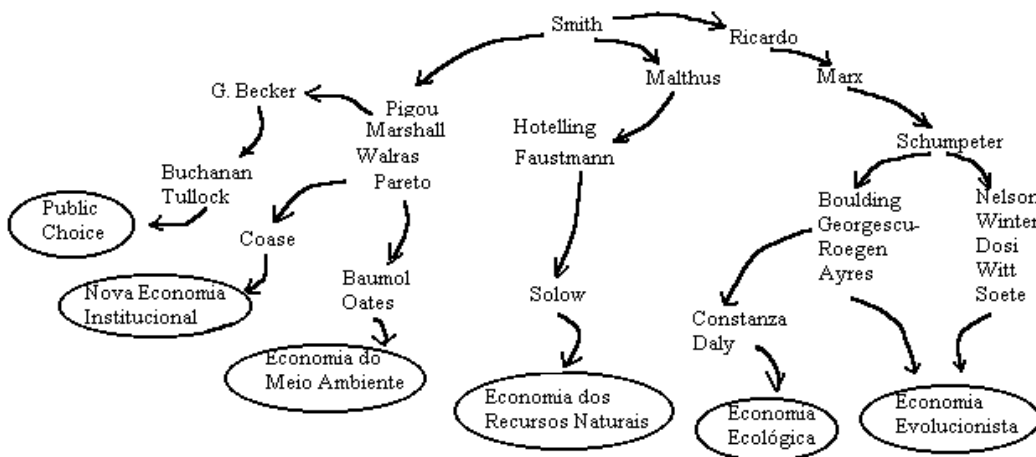 Smith
Ricardo
Malthus
Marx
G. Becker
Pigou
Marshall
Walras
Pareto
Hotelling
Faustmann
Schumpeter
Buchanan
Tullock
Public
Choice
Coase
Nova Economia
Institucional
Baumol
Oates
Economia do
Meio Ambiente
Solow
Economia dos
Recursos Naturais
Boulding
Georgescu-
Roegen
Ayres
Nelson
Winter
Dosi
Witt
Soete
Constanza
Daly
Economia
Ecológica
Economia
Evolucionista